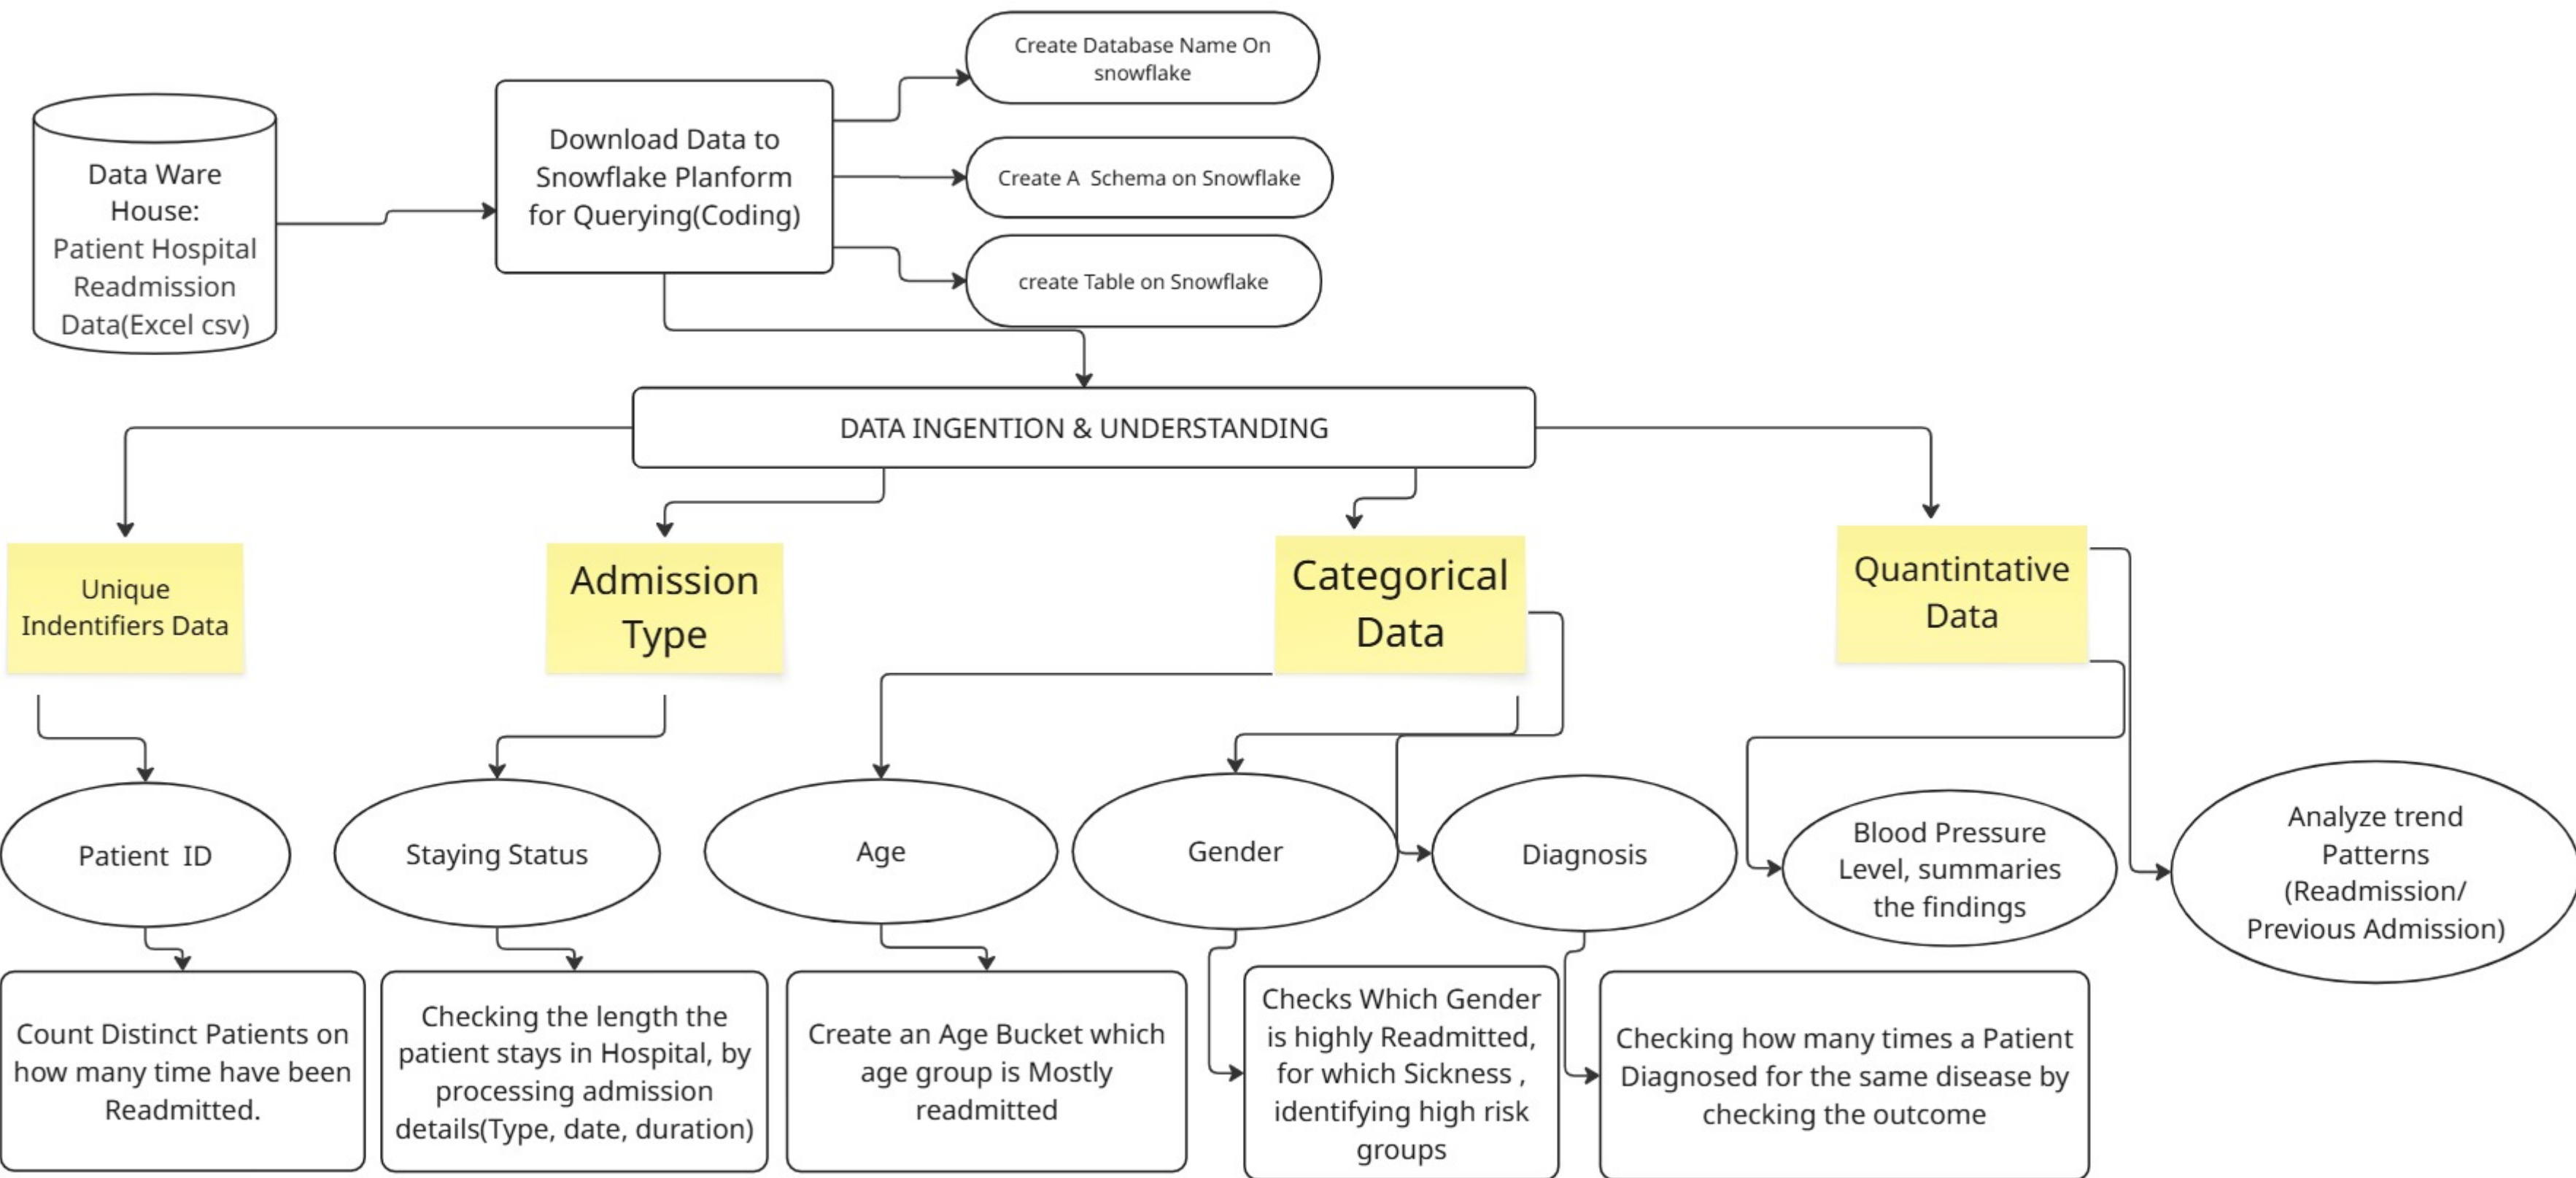 Create Database Name On
snowflake
Data Ware
House:
Patient Hospital
Readmission
Data(Excel csv)
Download Data to
Snowflake Planform
for Querying(Coding)
Create A Schema on Snowflake
create Table on Snowflake
DATA INGENTION & UNDERSTANDING
Unique
Indentifiers Data
Admission
Type
Categorical
Data
Quantintative
Data
Patient ID
Staying Status
Age
Gender
Diagnosis
Blood Pressure
Level, summaries
the findings
Analyze trend
Patterns
(Readmission/
Previous Admission)
Count Distinct Patients on
how many time have been
Readmitted.
Checking the length the
patient stays in Hospital, by
processing admission
details(Type, date, duration)
Create an Age Bucket which
age group is Mostly
readmitted
Checks Which Gender
is highly Readmitted,
for which Sickness ,
identifying high risk
groups
Checking how many times a Patient
Diagnosed for the same disease by
checking the outcome